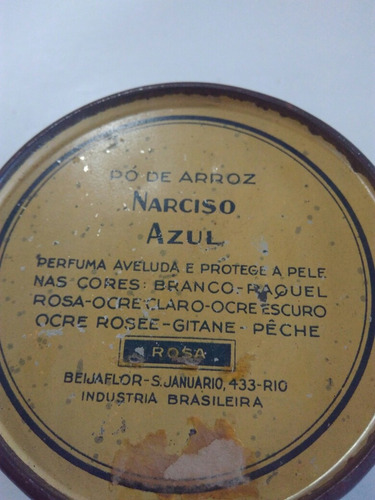 PÓ DE ARROZ
NARCISO
AZUL
PERFUMA AVELUDA E PROTEGE A PELE
NAS CORES: BRANCO-RAQUEL
ROSA-OCRE CLARO-OCRE ESCURO
OCRE ROSÉE-GITANE-PÊCHE
ROSA
BEIJAFLOR-S.JANUARIO, 433-RIO
INDUSTRIA BRASILEIRA